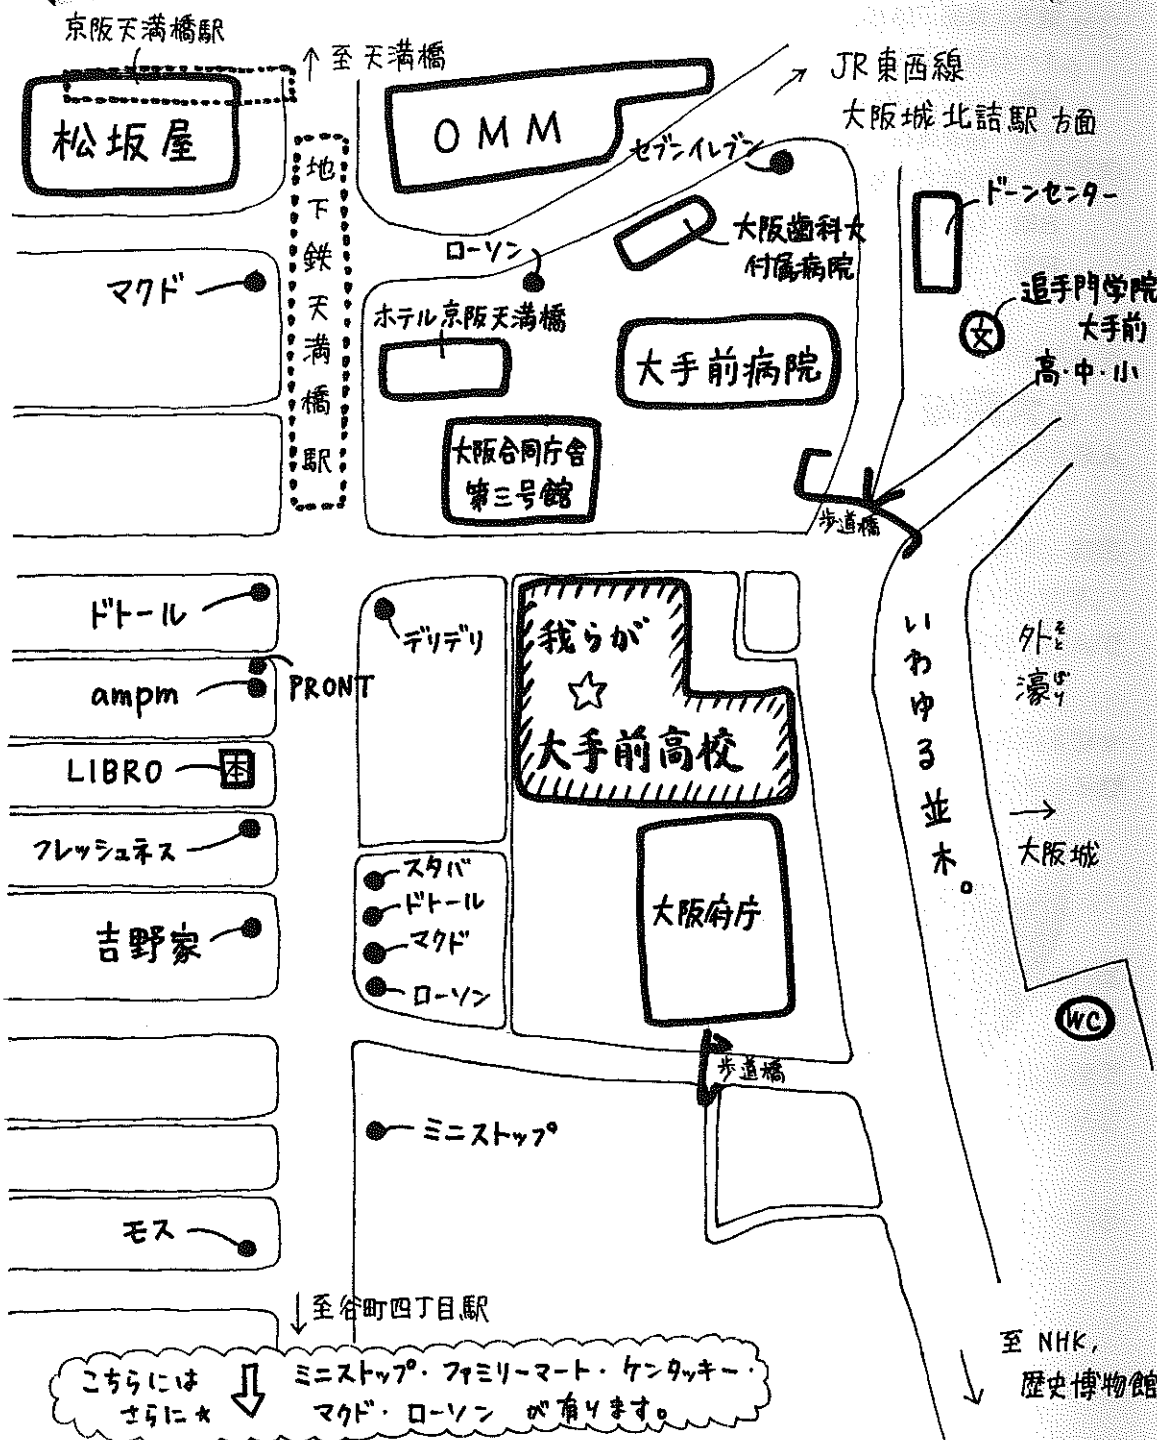 京阪天満橋駅
↑ 至 天満橋
JR東西線
大阪城北詰駅 方面
松坂屋
OMM
セブンイレブン
地下鉄天満橋駅
ドーンセンター
大阪歯科大
付属病院
ローソン
マクド
追手門学院
大手前
高・中・小
文
ホテル京阪天満橋
大手前病院
大阪合同庁舎
第三号館
歩道橋
ドトール
デリデリ
我らが
☆
大手前高校
いわゆる並木。
外濠
そとぼり
PRONT
ampm
LIBRO
本
→
大阪城
フレッシュネス
スタバ
ドトール
マクド
ローソン
吉野家
大阪府庁
WC
歩道橋
ミニストップ
モス
↓ 至谷町四丁目駅
至 NHK,
歴史博物館
こちらには
さらに★
ミニストップ・ファミリーマート・ケンタッキー・
マクド・ローソン が有ります。